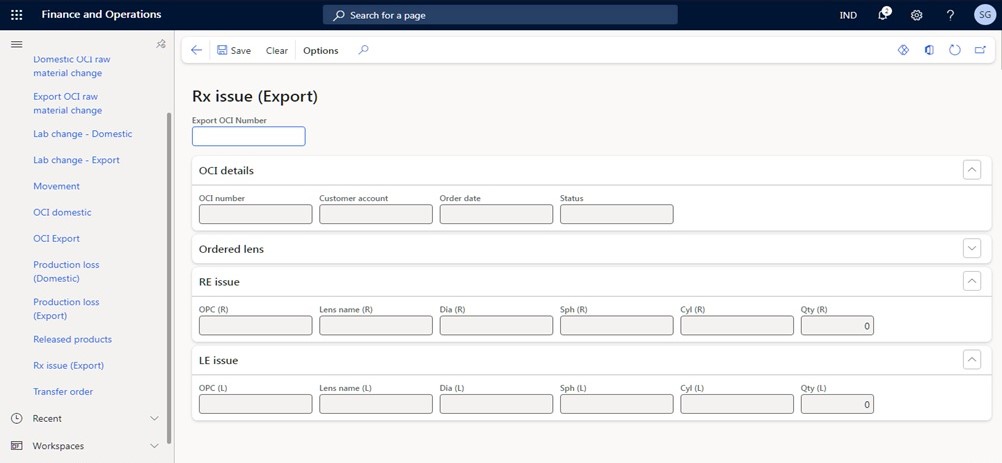 Finance and Operations
Search for a page
IND
2
SG
Domestic OCI raw
material change
Export OCI raw
material change
Lab change - Domestic
Lab change - Export
Movement
OCI domestic
OCI Export
Production loss
(Domestic)
Production loss
(Export)
Released products
Rx issue (Export)
Transfer order
Recent
Workspaces
Save Clear Options
Rx issue (Export)
Export OCI Number
OCI details
OCI number Customer account Order date Status
Ordered lens
RE issue
OPC (R) Lens name (R) Dia (R) Sph (R) Cyl (R) Qty (R)
0
LE issue
OPC (L) Lens name (L) Dia (L) Sph (L) Cyl (L) Qty (L)
0